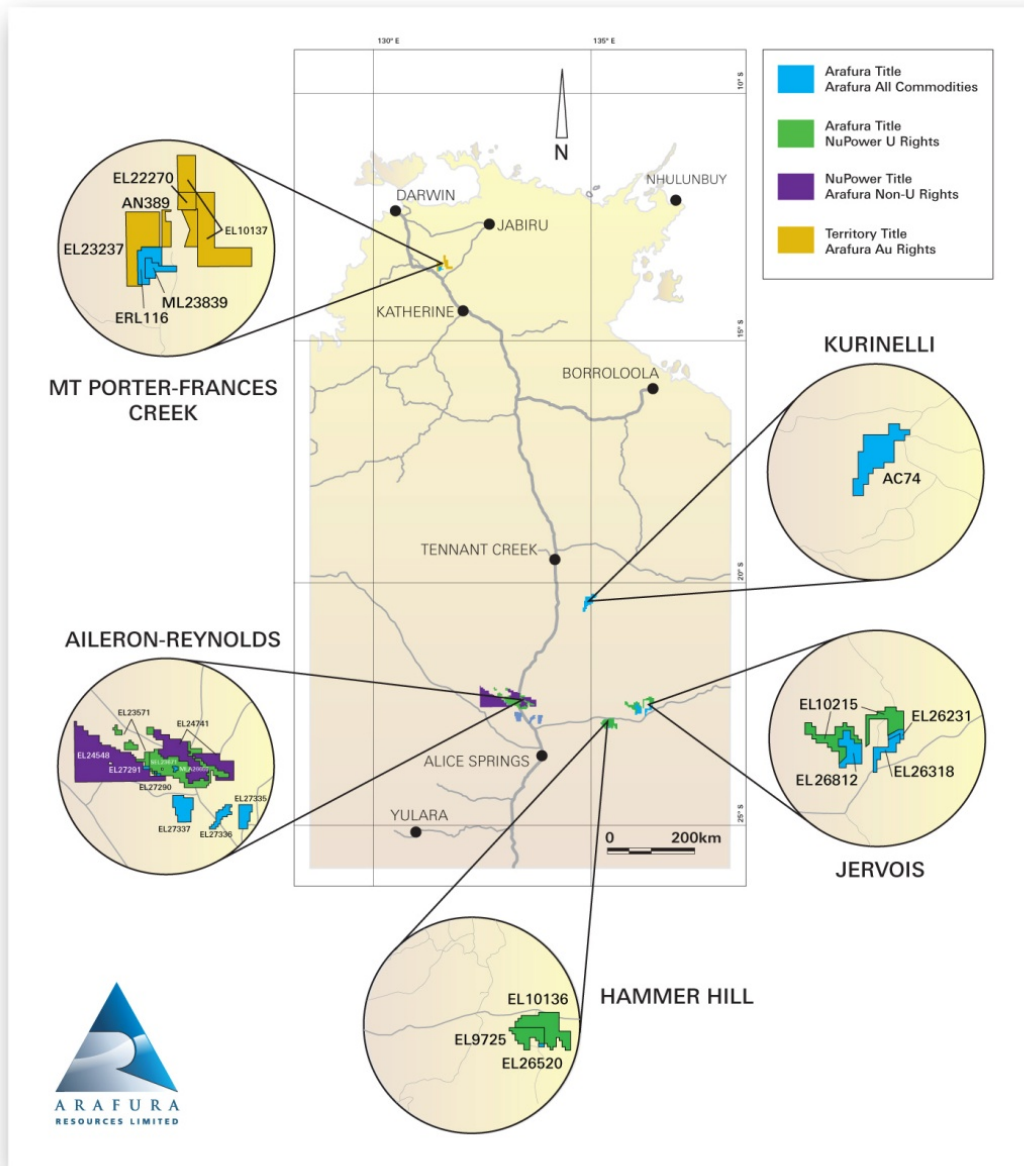 130° E
135° E
10° S
Arafura Title
Arafura All Commodities
Arafura Title
NuPower U Rights
NuPower Title
Arafura Non-U Rights
Territory Title
Arafura Au Rights
N
DARWIN
NHULUNBUY
JABIRU
EL22270
AN389
EL10137
EL23237
ML23839
ERL116
MT PORTER-FRANCES
CREEK
KATHERINE
15° S
KURINELLI
BORROLOOLA
AC74
TENNANT CREEK
20° S
AILERON-REYNOLDS
EL23571
EL24741
EL24548
EL27291
EL27290
EL27335
EL27337
EL27336
EL10215
EL26231
EL26812
EL26318
JERVOIS
ALICE SPRINGS
YULARA
25° S
0 200km
HAMMER HILL
EL10136
EL9725
EL26520
ARAFURA
RESOURCES LIMITED